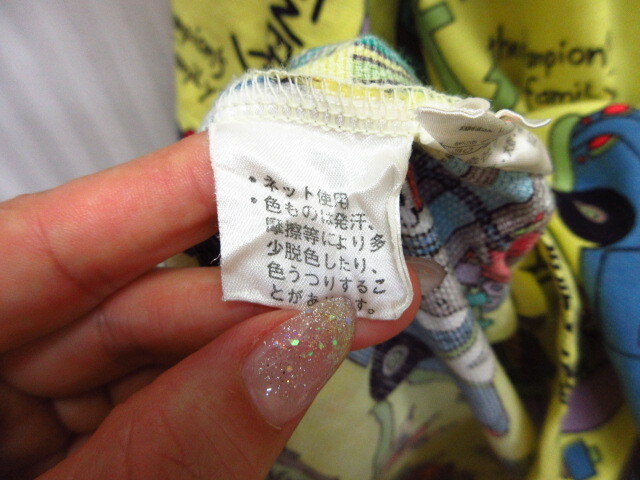 the champion's
family
・ネット使用
・色ものは発汗、
摩擦等により多
少脱色したり、
色うつりするこ
とがあ す。